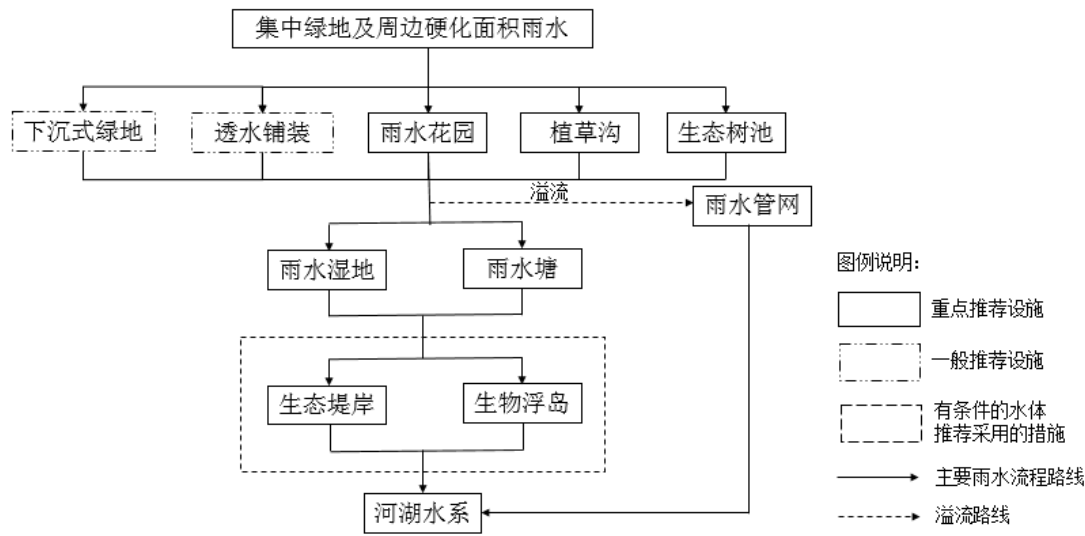 集中绿地及周边硬化面积雨水
下沉式绿地
透水铺装
雨水花园
植草沟
生态树池
溢流
雨水管网
雨水湿地
雨水塘
生态堤岸
生物浮岛
河湖水系
图例说明：
重点推荐设施
一般推荐设施
有条件的水体
推荐采用的措施
主要雨水流程路线
溢流路线